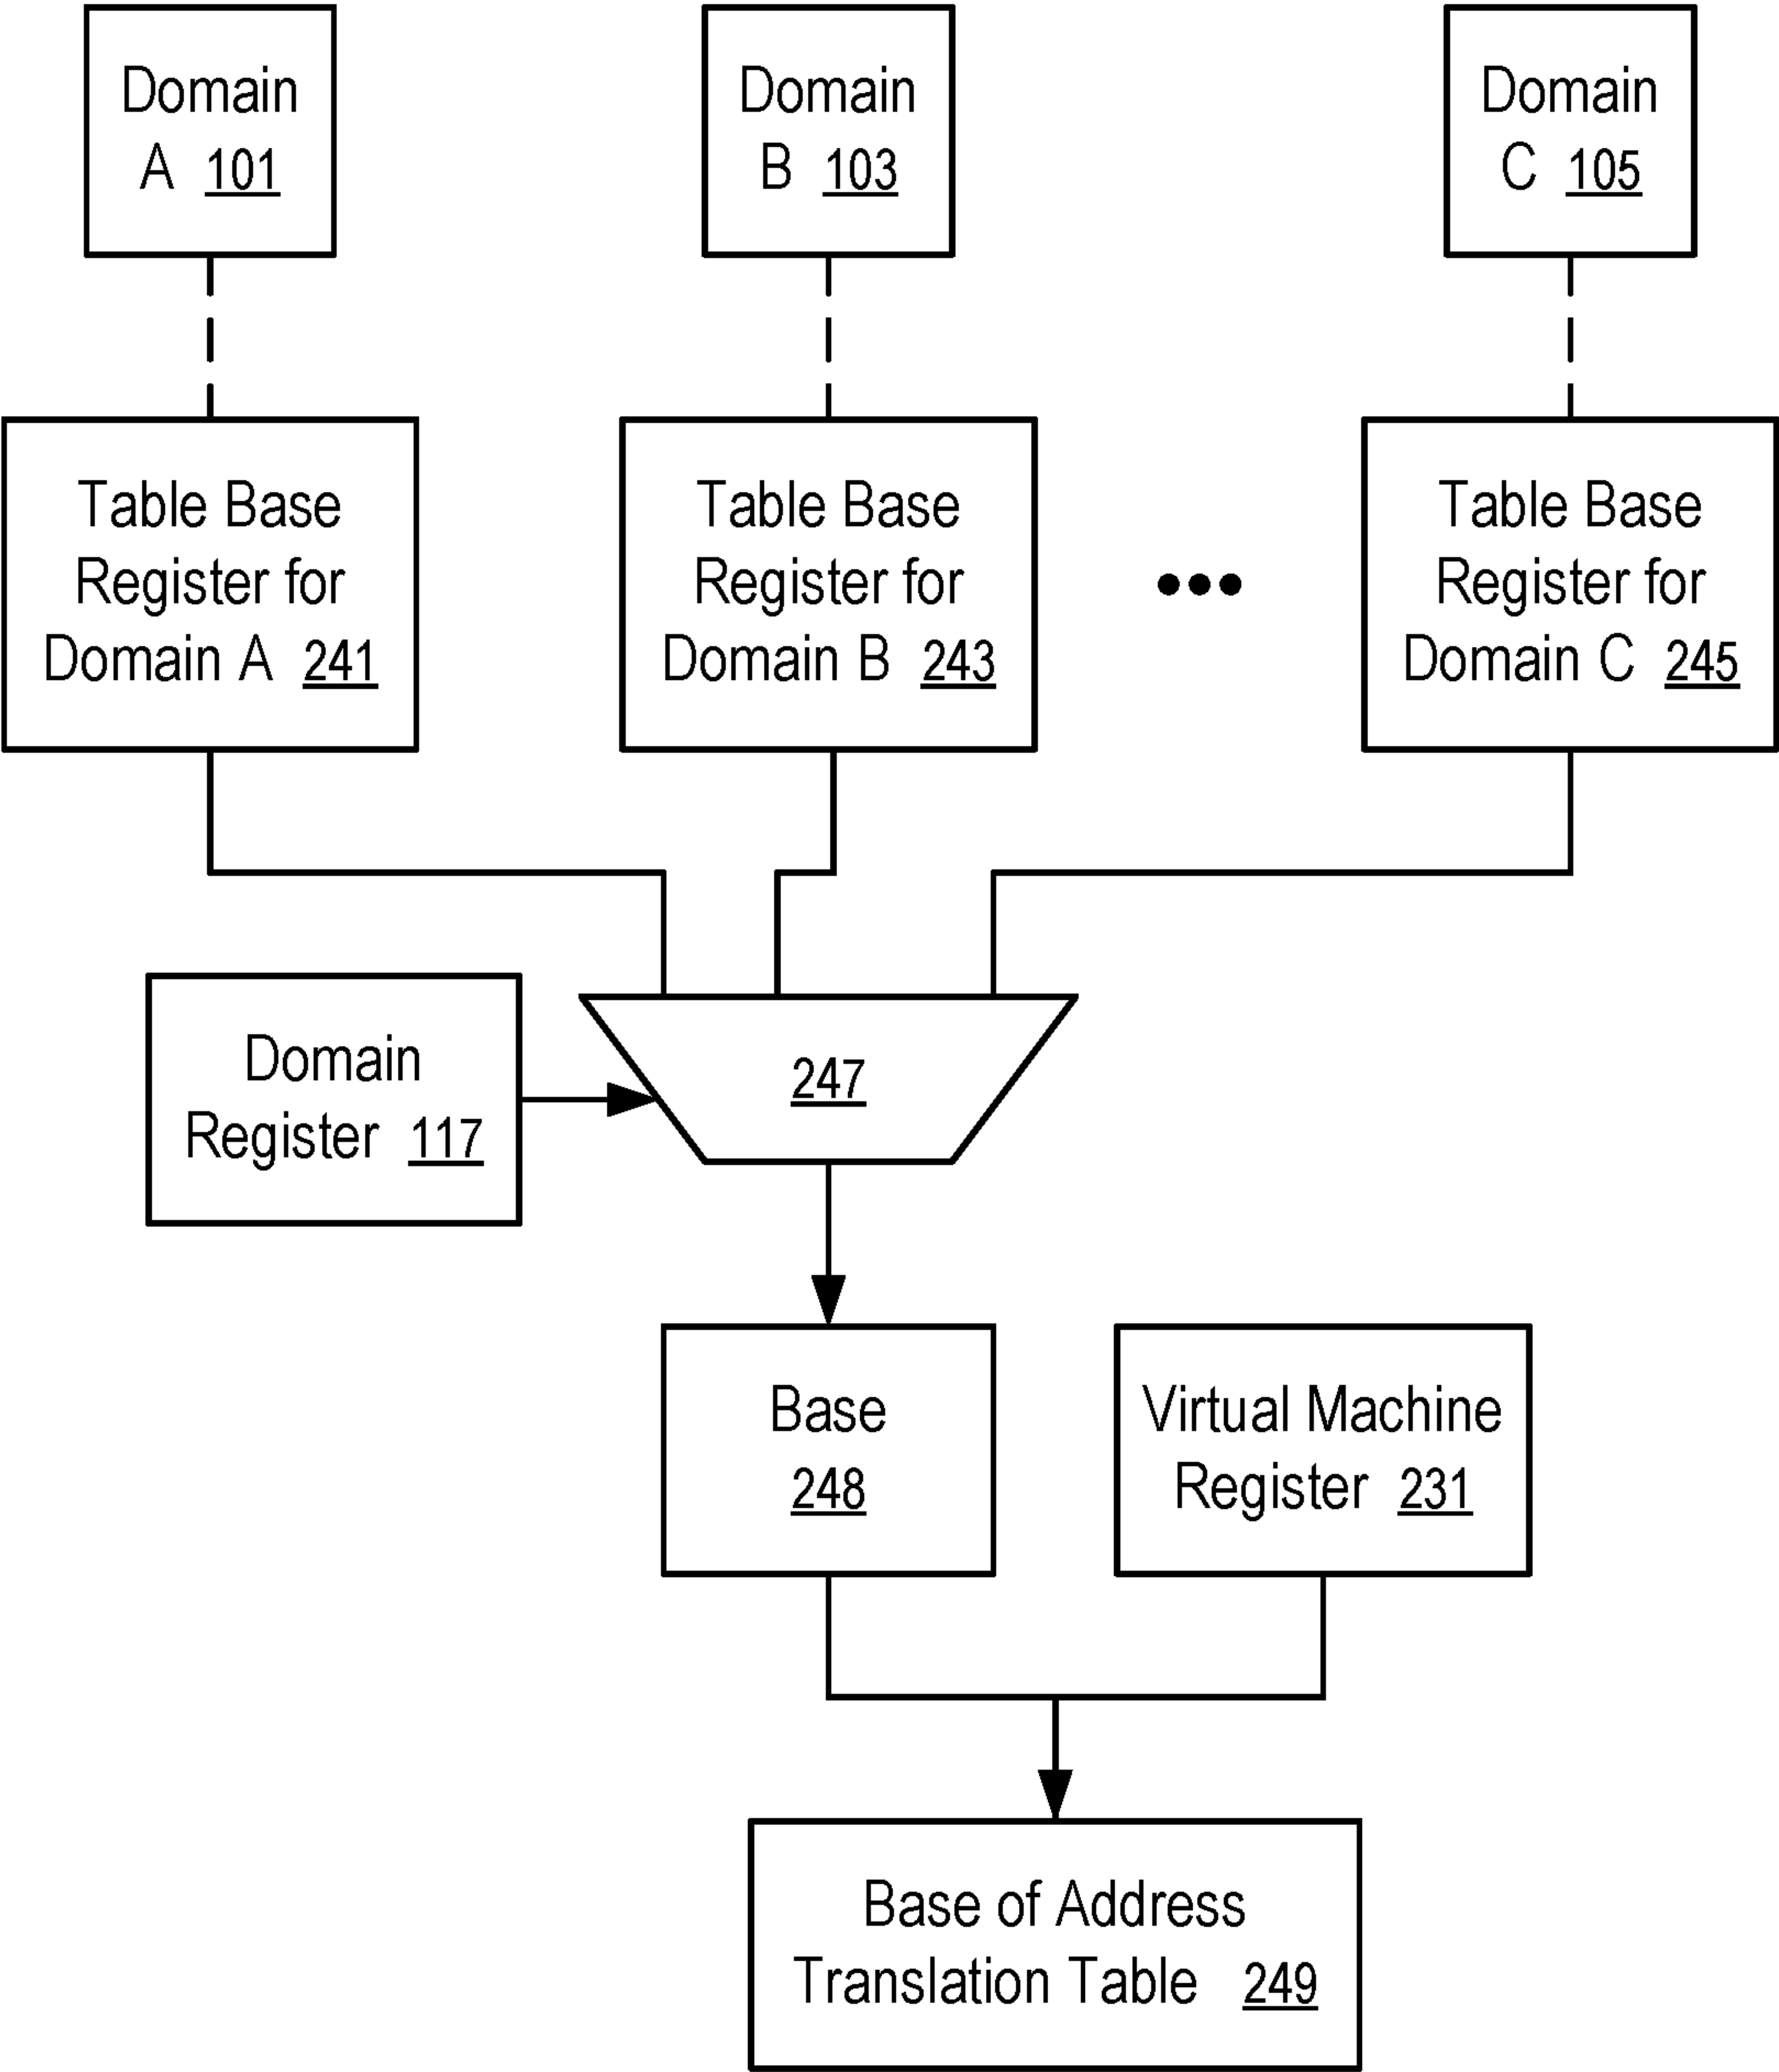 Domain
A 101
Domain
B 103
Domain
C 105
Table Base
Register for
Domain A 241
Table Base
Register for
Domain B 243
Table Base
Register for
Domain C 245
Domain
Register 117
247
Base
248
Virtual Machine
Register 231
Base of Address
Translation Table 249